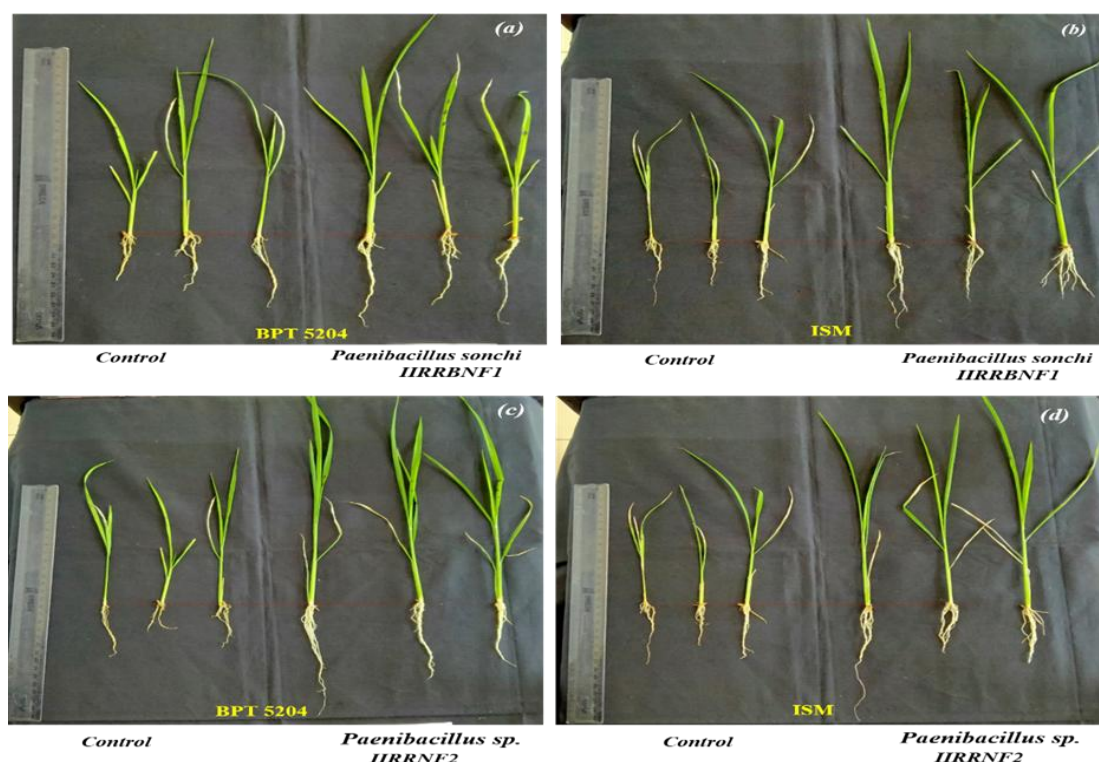 (a)
BPT 5204
Control
Paenibacillus sonchi
IIRRBNF1
(b)
ISM
Control
Paenibacillus sonchi
IIRRBNF1
(c)
BPT 5204
Control
Paenibacillus sp.
IIRRNF2
(d)
ISM
Control
Paenibacillus sp.
IIRRNF2